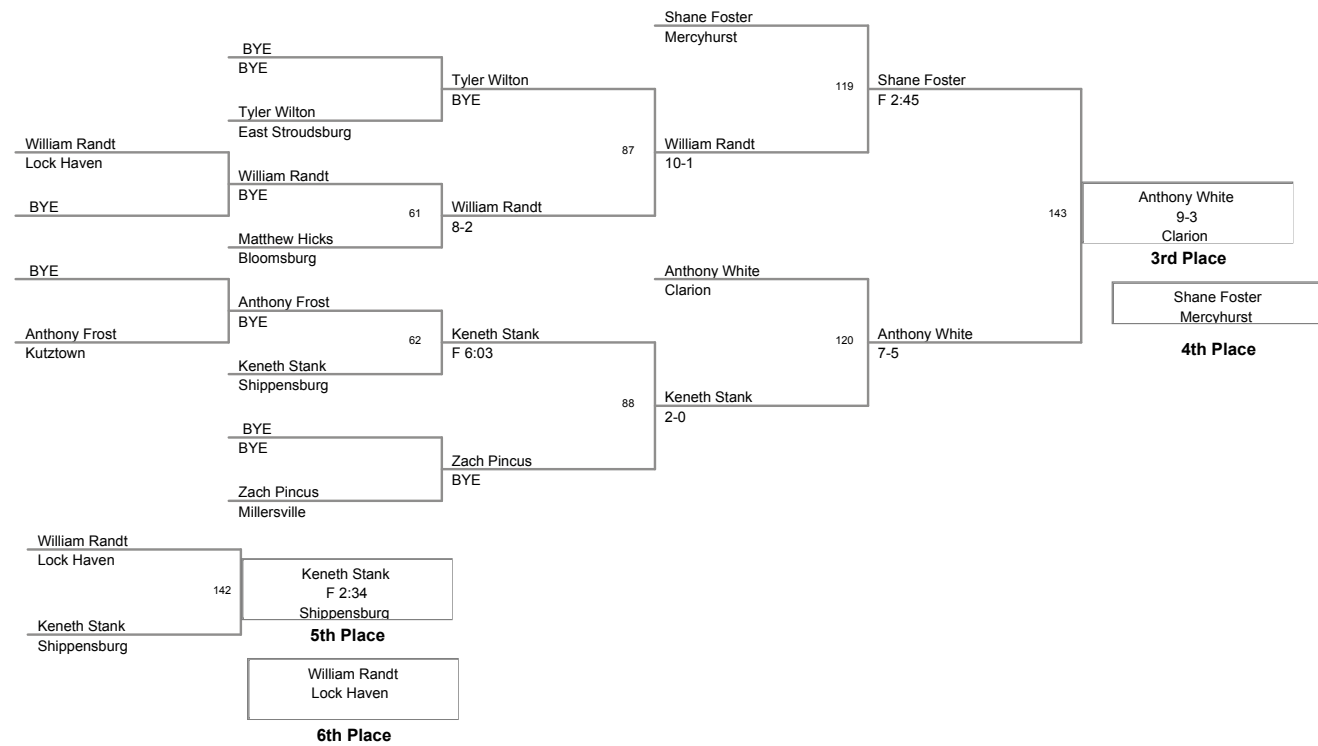 Shane Foster
Mercyhurst
BYE
BYE
Tyler Wilton
BYE
119
Shane Foster
F 2:45
Tyler Wilton
East Stroudsburg
William Randt
Lock Haven
87
William Randt
10-1
William Randt
BYE
BYE
61
William Randt
8-2
143
Anthony White
9-3
Clarion
3rd Place
Matthew Hicks
Bloomsburg
BYE
Anthony White
Clarion
Shane Foster
Mercyhurst
4th Place
Anthony Frost
BYE
Anthony Frost
Kutztown
62
Keneth Stank
F 6:03
120
Anthony White
7-5
Keneth Stank
Shippensburg
88
Keneth Stank
2-0
BYE
BYE
Zach Pincus
BYE
Zach Pincus
Millersville
William Randt
Lock Haven
142
Keneth Stank
F 2:34
Shippensburg
5th Place
Keneth Stank
Shippensburg
William Randt
Lock Haven
6th Place